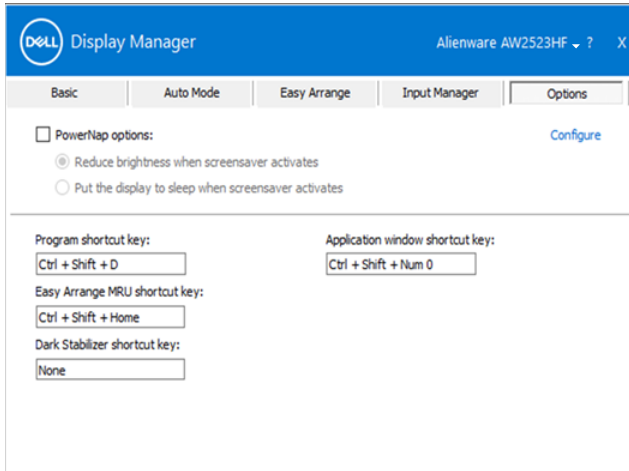 DELL Display Manager Alienware AW2523HF ? X
Basic Auto Mode Easy Arrange Input Manager Options
PowerNap options: Configure
Reduce brightness when screensaver activates
Put the display to sleep when screensaver activates
Program shortcut key: Application window shortcut key:
Ctrl + Shift + D Ctrl + Shift + Num 0
Easy Arrange MRU shortcut key:
Ctrl + Shift + Home
Dark Stabilizer shortcut key:
None